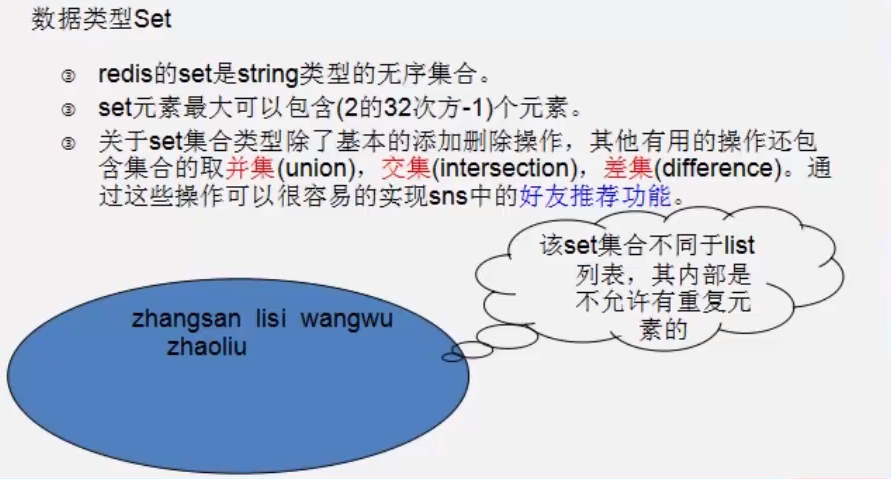 数据类型Set
③ redis的set是string类型的无序集合。
③ set元素最大可以包含(2的32次方-1)个元素。
③ 关于set集合类型除了基本的添加删除操作，其他有用的操作还包
含集合的取并集(union)，交集(intersection)，差集(difference)。通
过这些操作可以很容易的实现sns中的好友推荐功能。
该set集合不同于list
列表，其内部是
不允许有重复元
素的
zhangsan lisi wangwu
zhaoliu